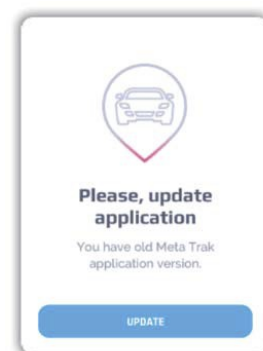 Please, update
application
You have old Meta Trak
application version.
UPDATE